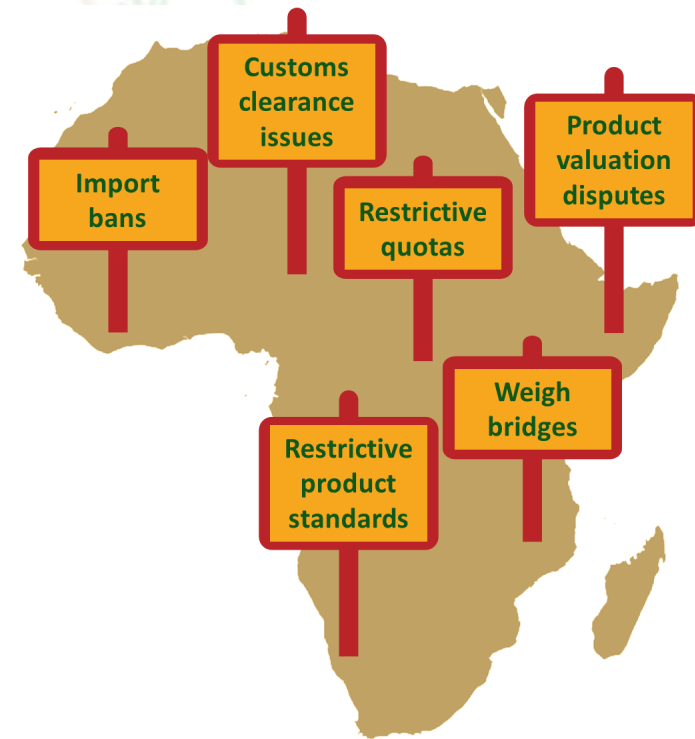 Customs
clearance
issues
Product
valuation
disputes
Import
bans
Restrictive
quotas
Weigh
bridges
Restrictive
product
standards